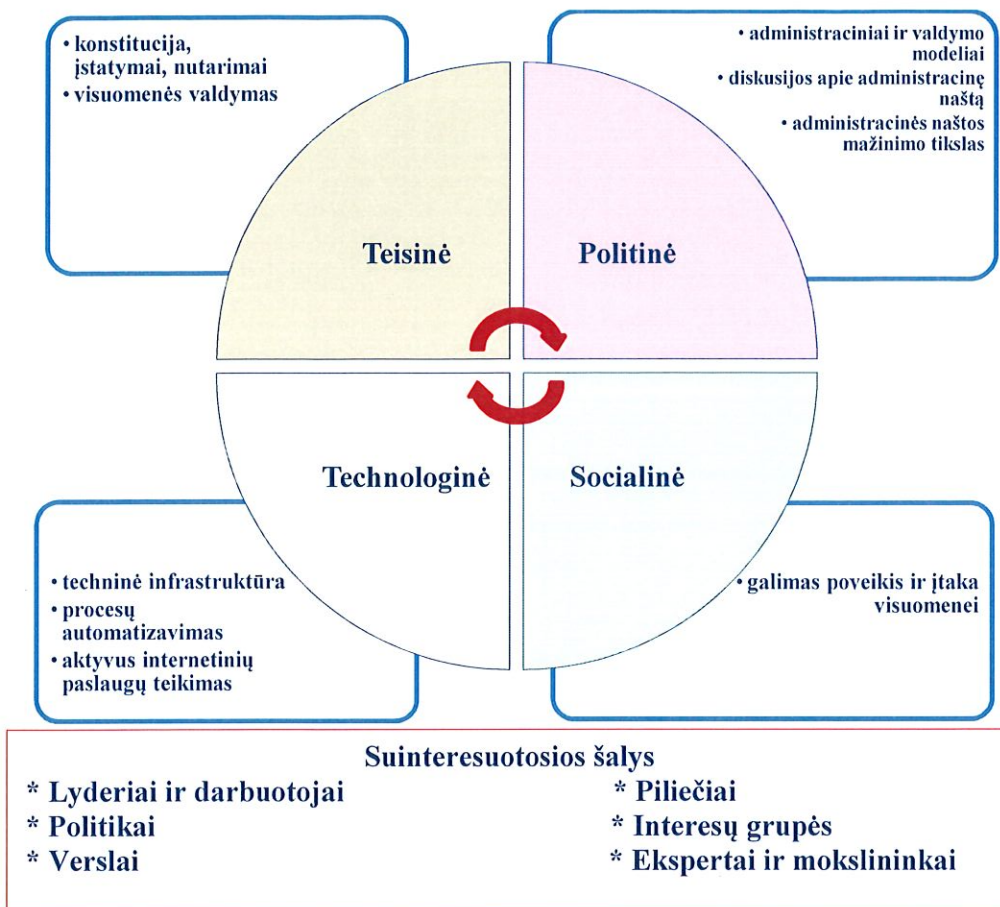 • konstitucija,
įstatymai, nutarimai
• visuomenės valdymas
• administraciniai ir valdymo
modeliai
• diskusijos apie administracinę
naštą
• administracinės naštos
mažinimo tikslas
Teisinė
Politinė
Technologinė
Socialinė
• techninė infrastruktūra
• procesų
automatizavimas
• aktyvus internetinių
paslaugų teikimas
• galimas poveikis ir įtaka
visuomenei
Suinteresuotosios šalys
* Lyderiai ir darbuotojai
* Politikai
* Verslai
* Piliečiai
* Interesų grupės
* Ekspertai ir mokslininkai